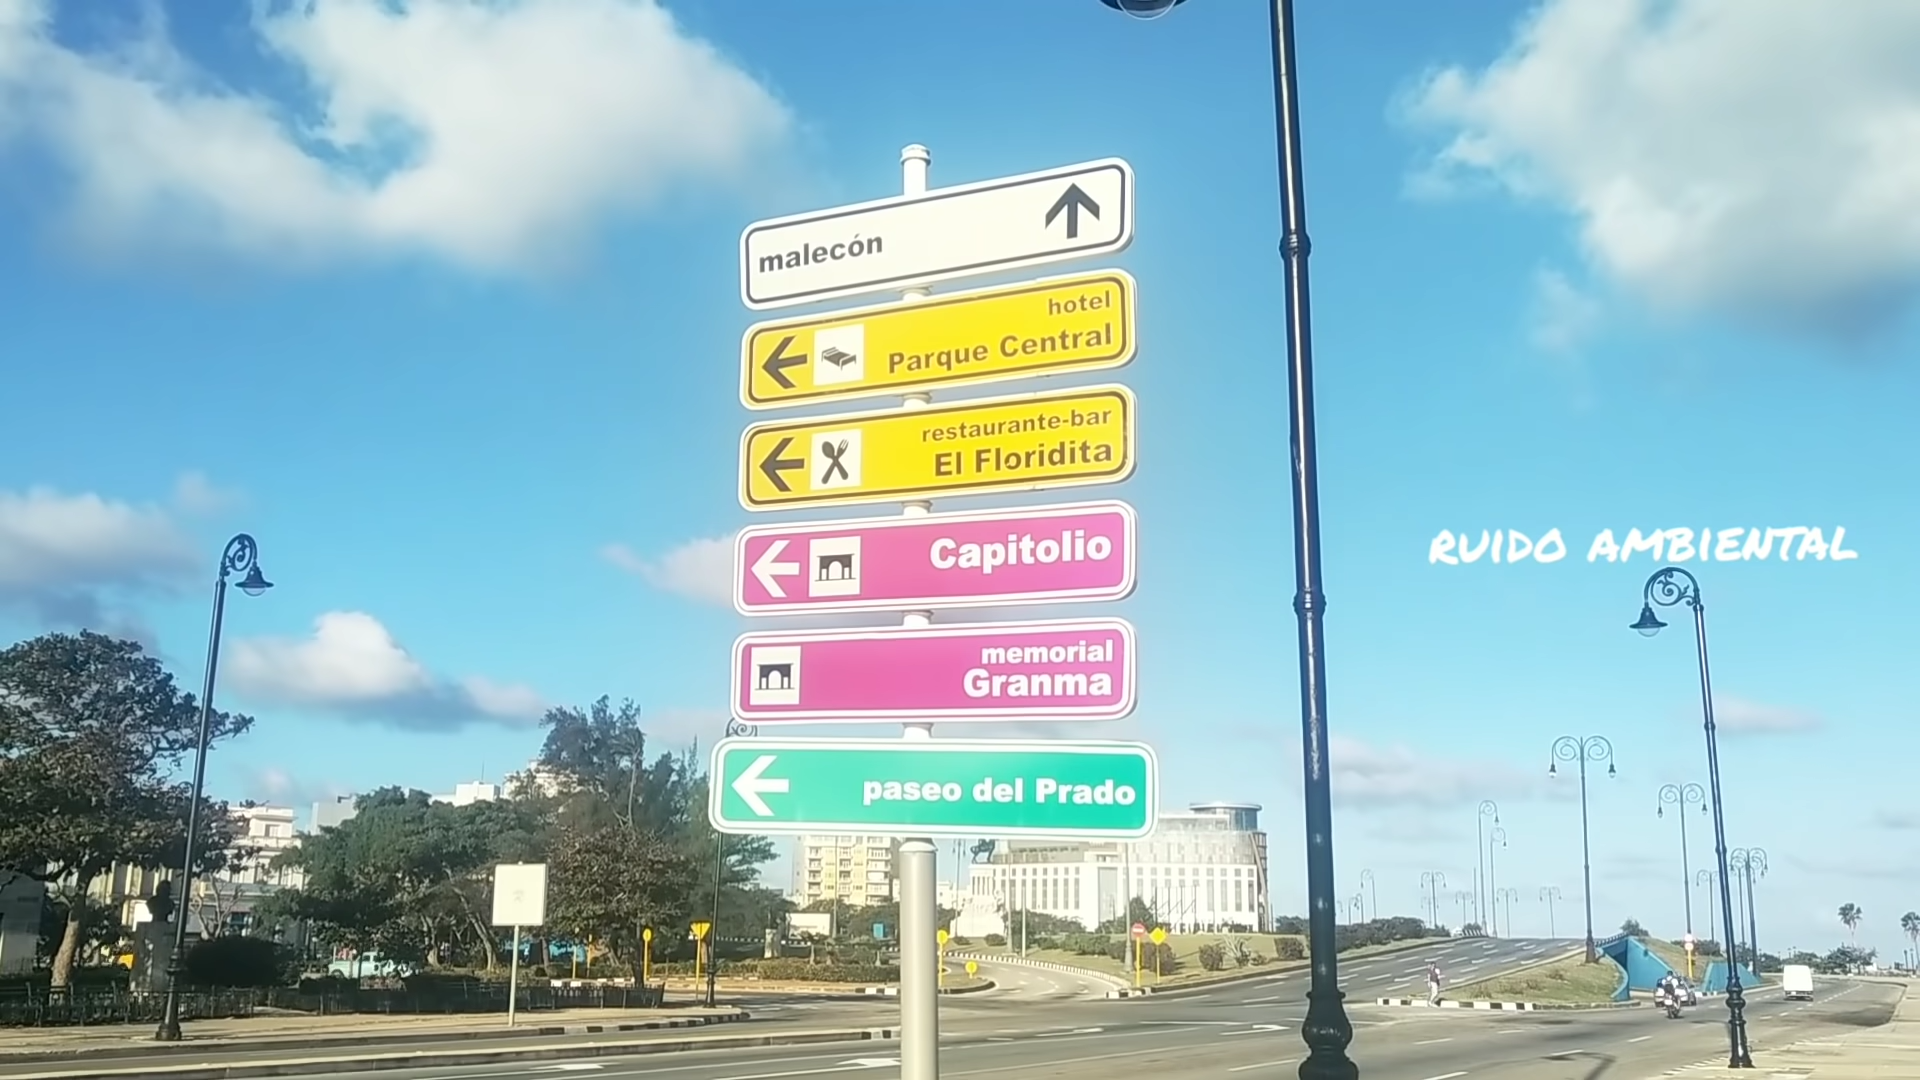 malecón
hotel
Parque Central
restaurante-bar
El Floridita
Capitolio
memorial
Granma
paseo del Prado
RUIDO AMBIENTAL